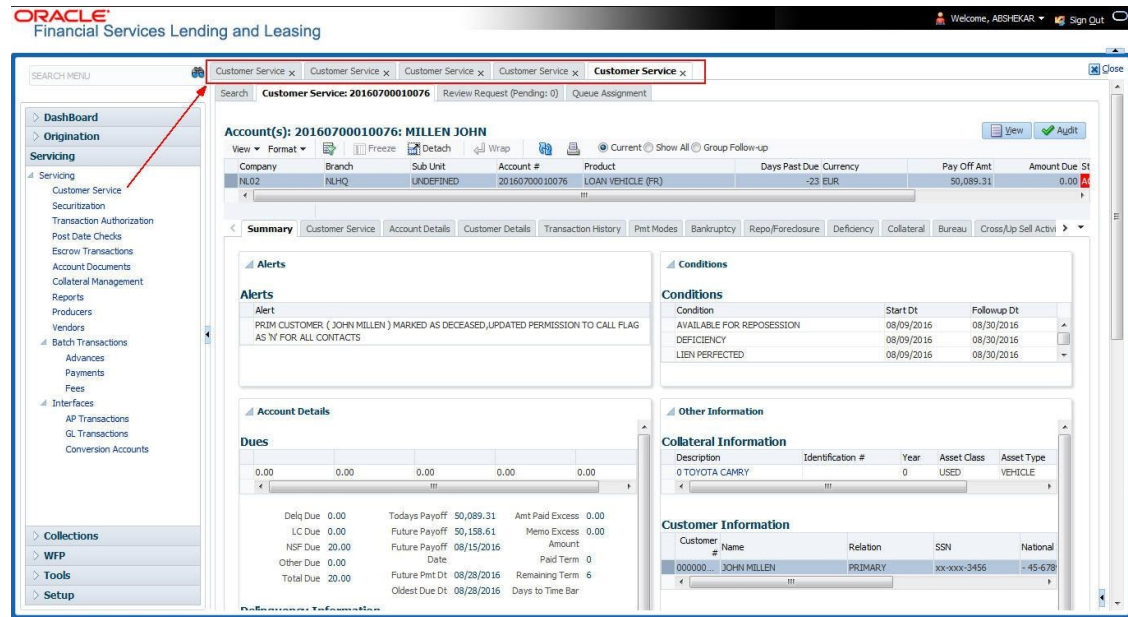 ORACLE
Financial Services Lending and Leasing
Welcome, ABSHEKAR
Sign Out
SEARCH MENU
Customer Service x Customer Service x Customer Service x Customer Service x Customer Service x
Close
Search Customer Service: 20160700010076 Review Request (Pending: 0) Queue Assignment
DashBoard
Origination
Servicing
Servicing
Customer Service
Securitization
Transaction Authorization
Post Date Checks
Escrow Transactions
Account Documents
Collateral Management
Reports
Producers
Vendors
Batch Transactions
Advances
Payments
Fees
Interfaces
AP Transactions
GL Transactions
Conversion Accounts
Collections
WFP
Tools
Setup
Account(s): 20160700010076: MILLEN JOHN
View Audit
View Format Freeze Detach Wrap Current Show All Group Follow-up
Company Branch Sub Unit Account # Product Days Past Due Currency Pay Off Amt Amount Due St
NL02 NLHQ UNDEFINED 20160700010076 LOAN VEHICLE (FR) -23 EUR 50,089.31 0.00
Summary Customer Service Account Details Customer Details Transaction History Pmt Modes Bankruptcy Repo/Foreclosure Deficiency Collateral Bureau Cross/Up Sell Activi
Alerts
Alerts
Alert
PRIM CUSTOMER ( JOHN MILLEN ) MARKED AS DECEASED,UPDATED PERMISSION TO CALL FLAG
AS 'N' FOR ALL CONTACTS
Conditions
Conditions
Condition Start Dt Followup Dt
AVAILABLE FOR REPOSESSION 08/09/2016 08/30/2016
DEFICIENCY 08/09/2016 08/30/2016
LIEN PERFECTED 08/09/2016 08/30/2016
Account Details
Dues
0.00 0.00 0.00 0.00 0.00
Delq Due 0.00 Todays Payoff 50,089.31 Amt Paid Excess 0.00
LC Due 0.00 Future Payoff 50,158.61 Memo Excess 0.00
Amount
NSF Due 20.00 Future Payoff 08/15/2016
Date
Other Due 0.00 Paid Term 0
Total Due 20.00 Future Pmt Dt 08/28/2016 Remaining Term 6
Oldest Due Dt 08/28/2016 Days to Time Bar
Delinquency Information
Other Information
Collateral Information
Description Identification # Year Asset Class Asset Type
0 TOYOTA CAMRY 0 USED VEHICLE
Customer Information
Customer # Name Relation SSN National
000000... JOHN MILLEN PRIMARY xx-xxx-3456 -45-678